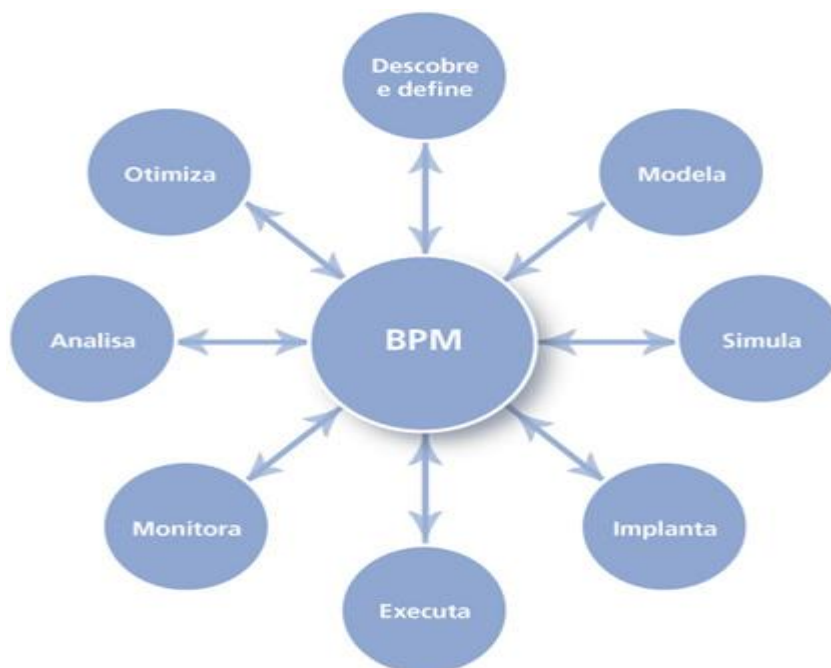 Descobre
e define
Otimiza
Modela
Analisa
BPM
Simula
Monitora
Implanta
Executa